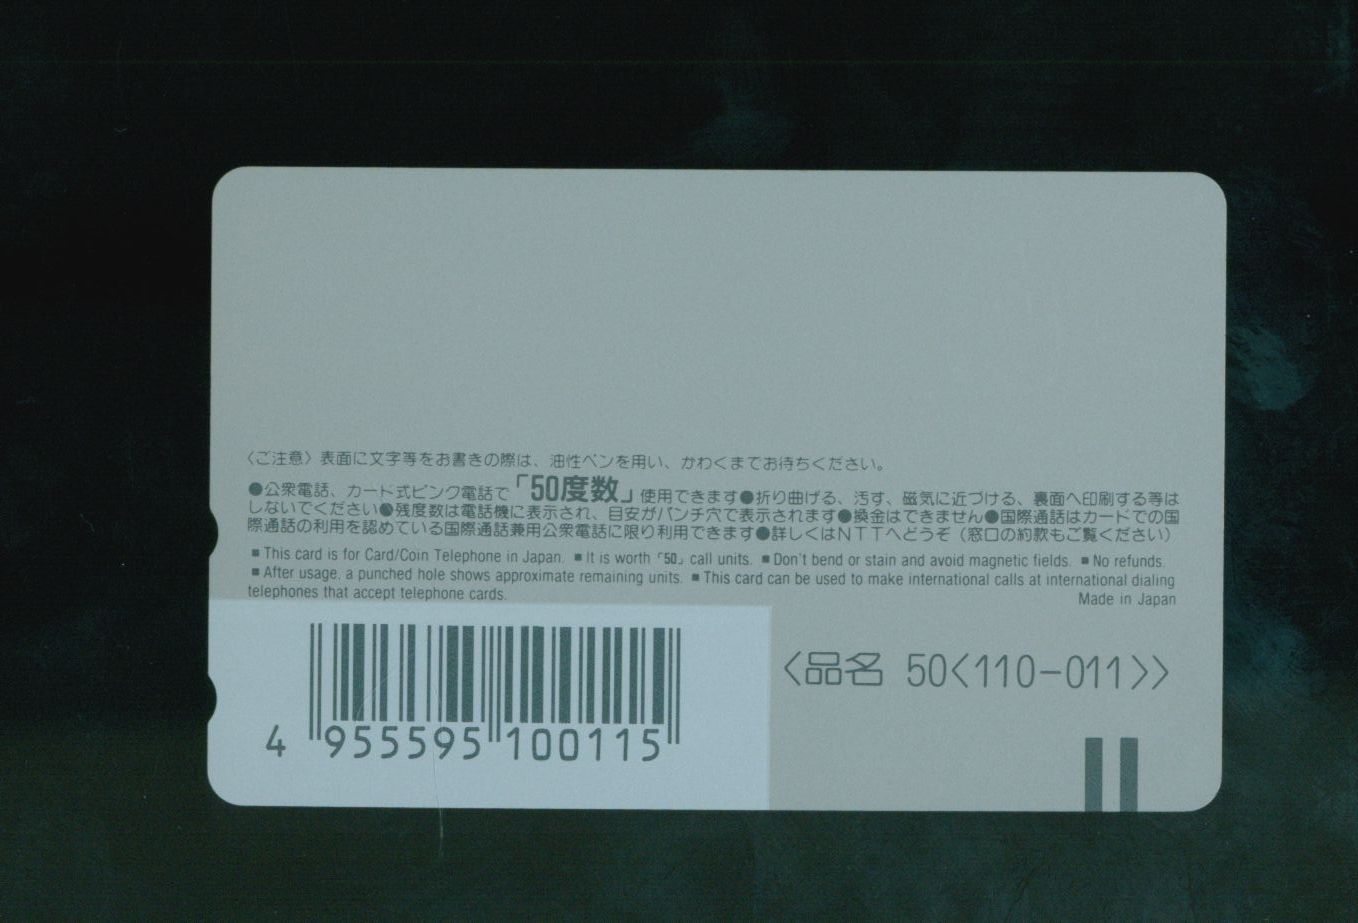 〈ご注意〉表面に文字等をお書きの際は、油性ペンを用い、かわくまでお待ちください。
●公衆電話、カード式ピンク電話で「50度数」使用できます●折り曲げる、汚す、磁気に近づける、裏面へ印刷する等は
しないでください●残度数は電話機に表示され、目安がパンチ穴で表示されます●換金はできません●国際通話はカードでの国
際通話の利用を認めている国際通話兼用公衆電話に限り利用できます●詳しくはNTTへどうぞ（窓口の約款もご覧ください）
■ This card is for Card/Coin Telephone in Japan. ■ It is worth「50」call units. ■ Don't bend or stain and avoid magnetic fields. ■ No refunds.
■ After usage, a punched hole shows approximate remaining units. ■ This card can be used to make international calls at international dialing
telephones that accept telephone cards.
Made in Japan
〈品名 50〈110-011〉〉
4 955595 100115